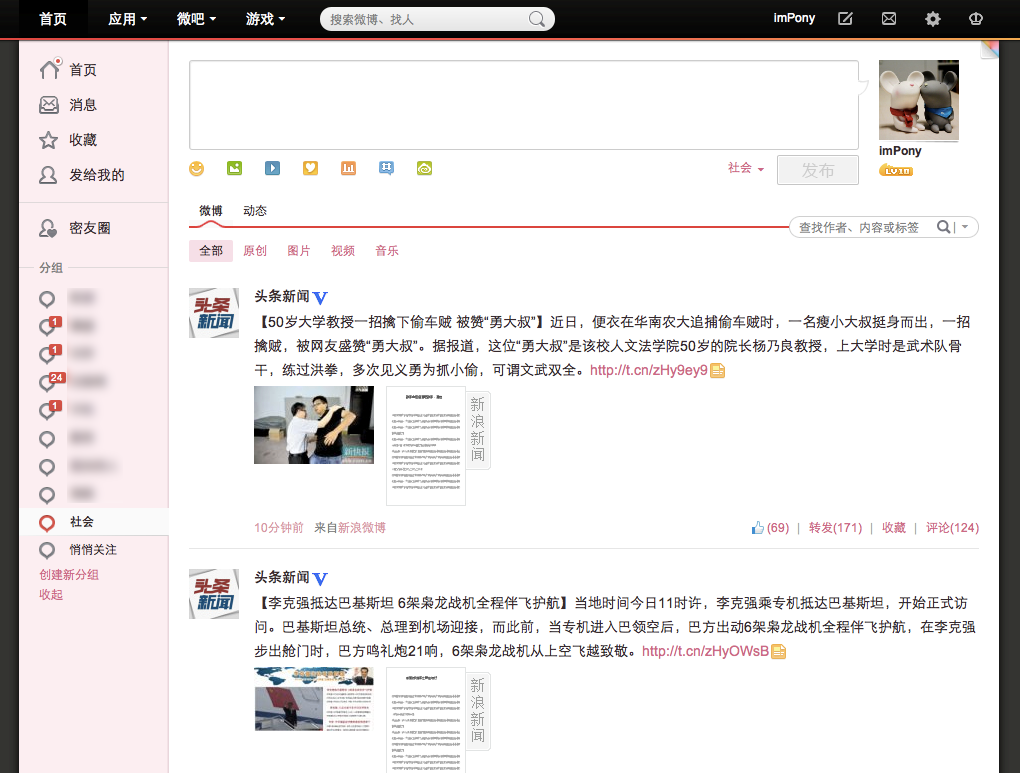 首页 应用 微吧 游戏 搜索微博、找人 imPony
首页
消息
收藏
发给我的
密友圈
分组
1
1
24
1
社会
悄悄关注
创建新分组
收起
imPony
LV10
社会 发布
微博 动态
查找作者、内容或标签
全部 原创 图片 视频 音乐
头条新闻
头条新闻 V
【50岁大学教授一招擒下偷车贼 被赞“勇大叔”】近日，便衣在华南农大追捕偷车贼时，一名瘦小大叔挺身而出，一招
擒贼，被网友盛赞“勇大叔”。据报道，这位“勇大叔”是该校人文法学院50岁的院长杨乃良教授，上大学时是武术队骨
干，练过洪拳，多次见义勇为抓小偷，可谓文武双全。http://t.cn/zHy9ey9
新快报
新浪新闻
10分钟前 来自新浪微博 (69) | 转发(171) | 收藏 | 评论(124)
头条新闻
头条新闻 V
【李克强抵达巴基斯坦 6架枭龙战机全程伴飞护航】当地时间今日11时许，李克强乘专机抵达巴基斯坦，开始正式访
问。巴基斯坦总统、总理到机场迎接，而此前，当专机进入巴领空后，巴方出动6架枭龙战机全程伴飞护航，在李克强
步出舱门时，巴方鸣礼炮21响，6架枭龙战机从上空飞越致敬。http://t.cn/zHyOWsB
新浪新闻